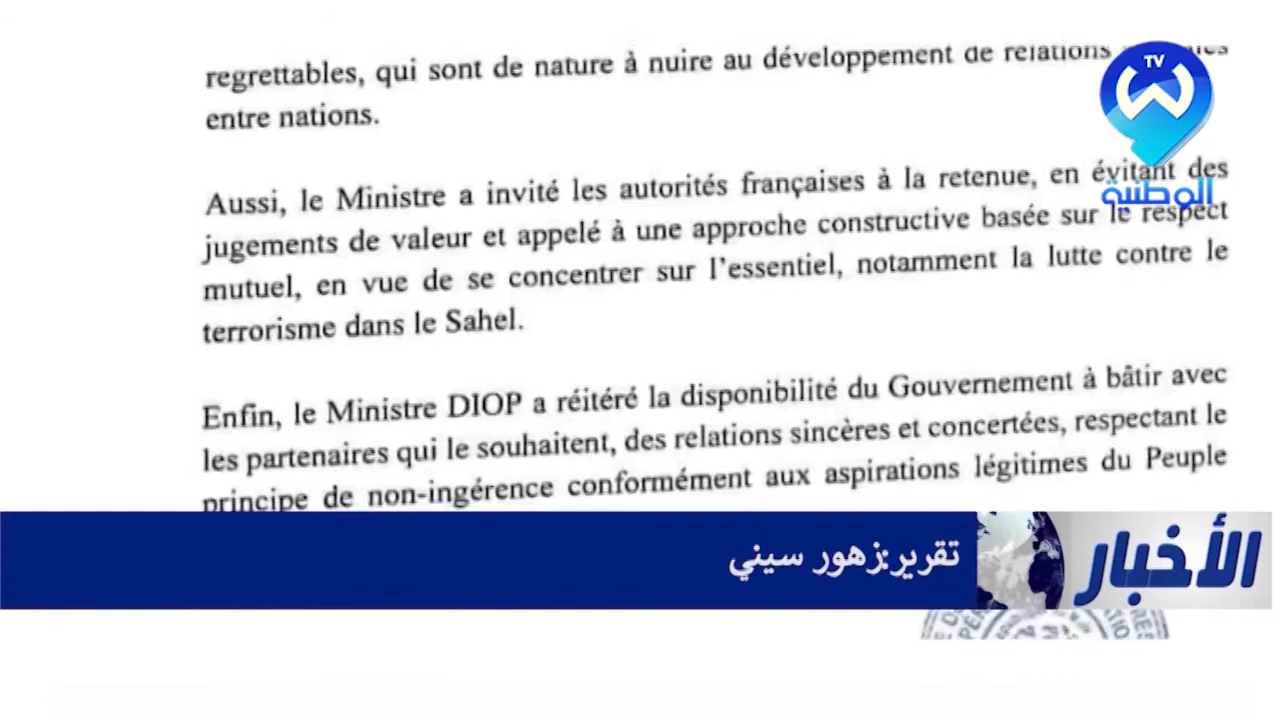 regrettables, qui sont de nature à nuire au développement de relations
entre nations.
Aussi, le Ministre a invité les autorités françaises à la retenue, en évitant des
jugements de valeur et appelé à une approche constructive basée sur le respect
mutuel, en vue de se concentrer sur l'essentiel, notamment la lutte contre le
terrorisme dans le Sahel.
Enfin, le Ministre DIOP a réitéré la disponibilité du Gouvernement à bâtir avec
les partenaires qui le souhaitent, des relations sincères et concertées, respectant le
principe de non-ingérence conformément aux aspirations légitimes du Peuple
TV
الوطنية
تقرير:زهور سيني
الأخبار